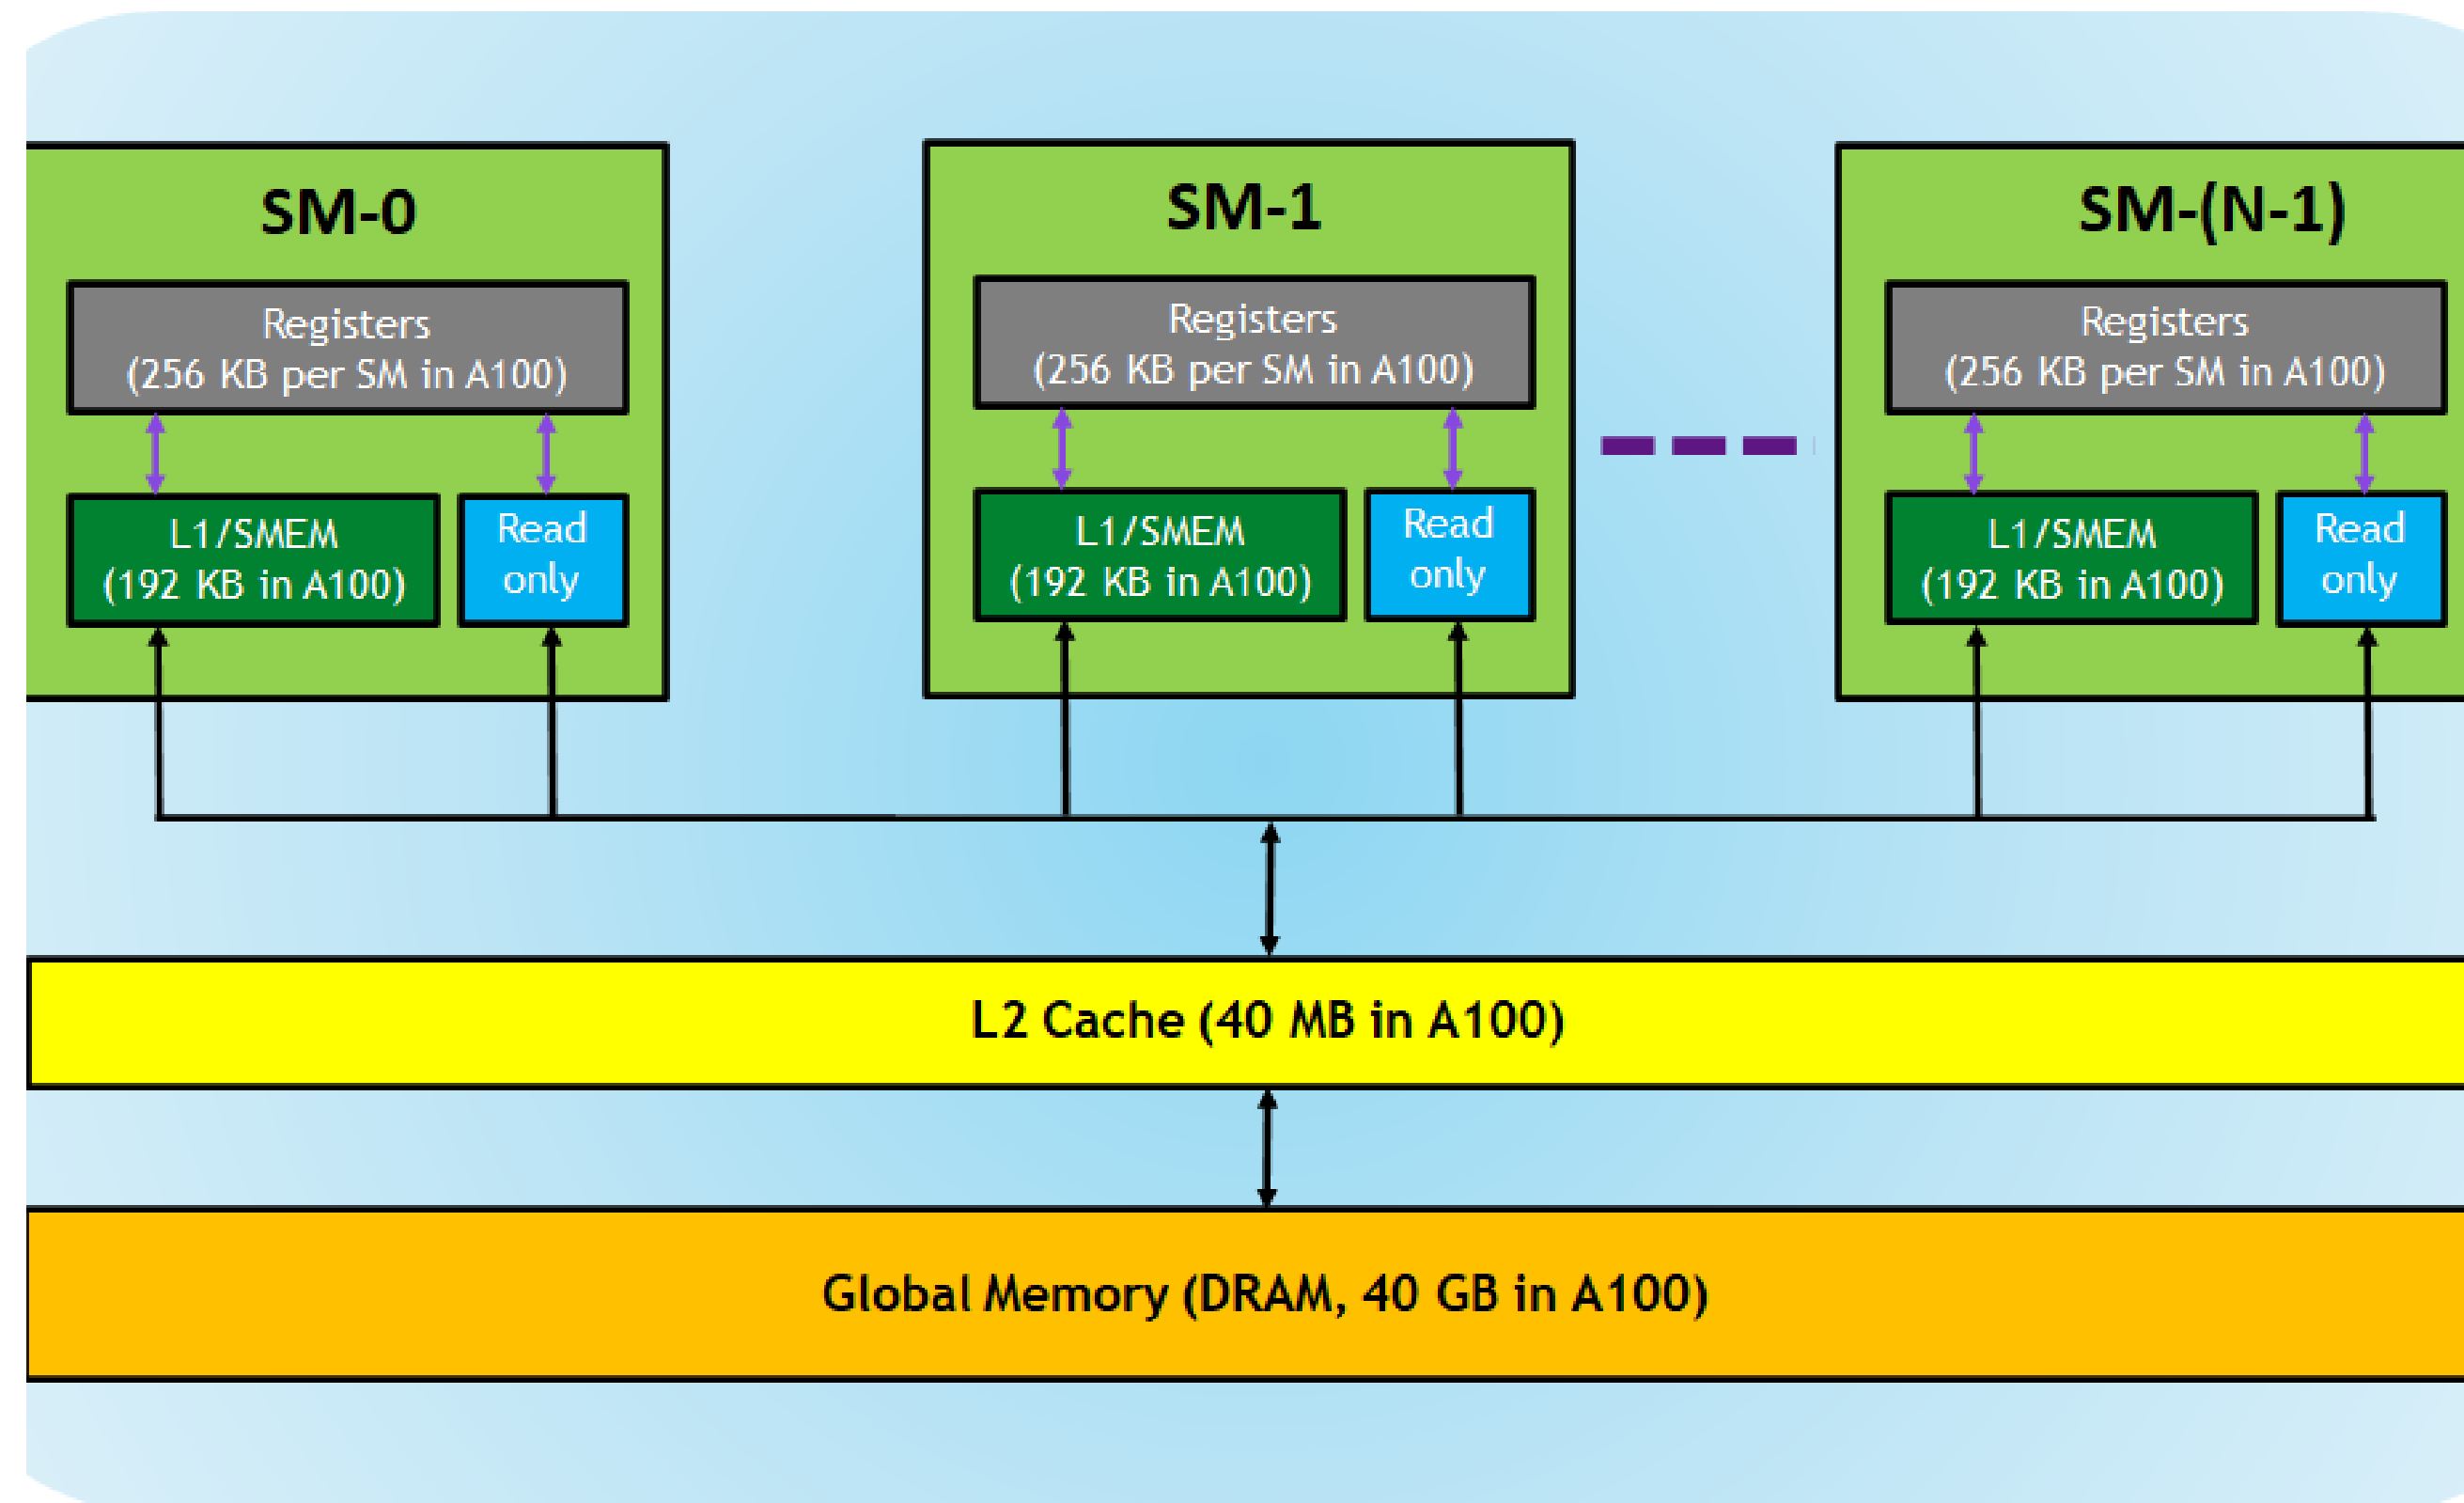 SM-0
Registers
(256 KB per SM in A100)
L1/SMEM
(192 KB in A100)
Read
only
SM-1
Registers
(256 KB per SM in A100)
L1/SMEM
(192 KB in A100)
Read
only
SM-(N-1)
Registers
(256 KB per SM in A100)
L1/SMEM
(192 KB in A100)
Read
only
L2 Cache (40 MB in A100)
Global Memory (DRAM, 40 GB in A100)